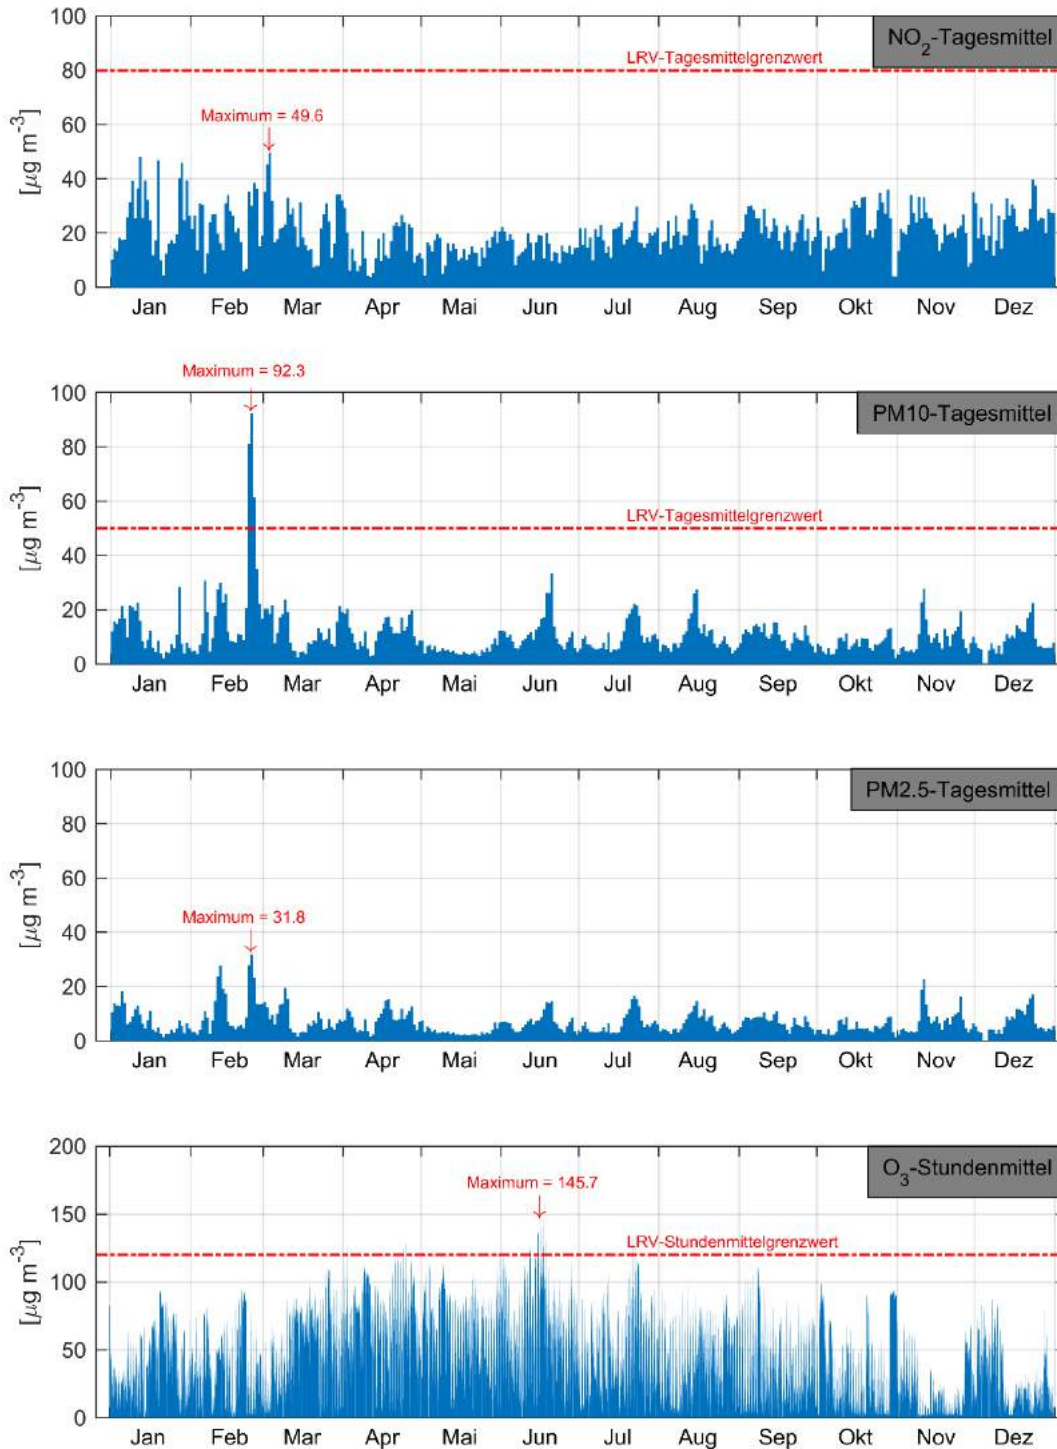 NO2-Tagesmittel
LRV-Tagesmittelgrenzwert
Maximum = 49.6
[µg m-3]
100
80
60
40
20
0
Jan Feb Mar Apr Mai Jun Jul Aug Sep Okt Nov Dez
Maximum = 92.3
PM10-Tagesmittel
LRV-Tagesmittelgrenzwert
[µg m-3]
100
80
60
40
20
0
Jan Feb Mar Apr Mai Jun Jul Aug Sep Okt Nov Dez
PM2.5-Tagesmittel
Maximum = 31.8
[µg m-3]
100
80
60
40
20
0
Jan Feb Mar Apr Mai Jun Jul Aug Sep Okt Nov Dez
O3-Stundenmittel
Maximum = 145.7
LRV-Stundenmittelgrenzwert
[µg m-3]
200
150
100
50
0
Jan Feb Mar Apr Mai Jun Jul Aug Sep Okt Nov Dez